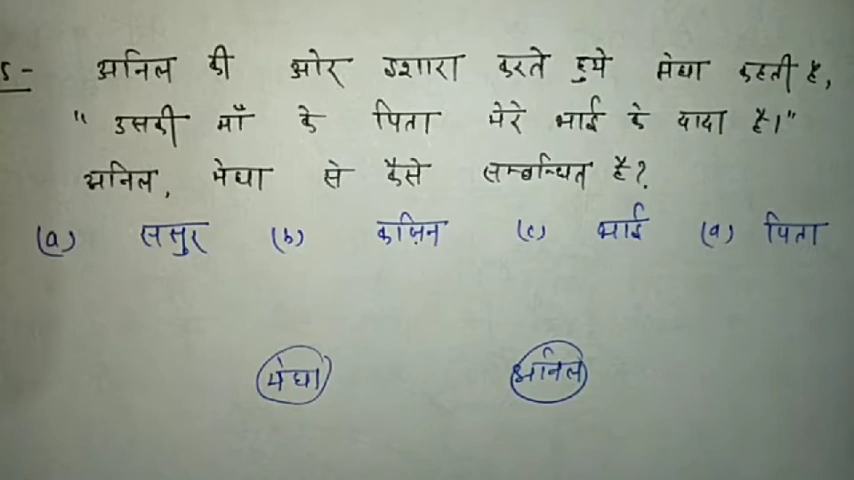 5- अनिल की ओर इशारा करते हुये मेघा कहती है,
" उसकी माँ के पिता मेरे भाई के दादा है।"
अनिल, मेघा से कैसे सम्बन्धित है?
(a) ससुर (b) कज़िन (c) भाई (d) पिता
मेघा अनिल